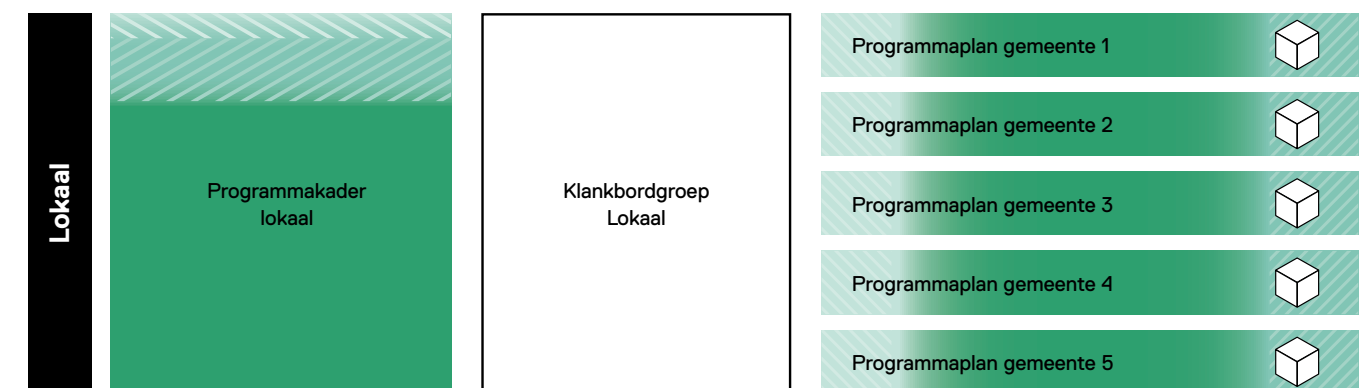 Lokaal
Programmakader
lokaal
Klankbordgroep
Lokaal
Programmaplan gemeente 1
Programmaplan gemeente 2
Programmaplan gemeente 3
Programmaplan gemeente 4
Programmaplan gemeente 5